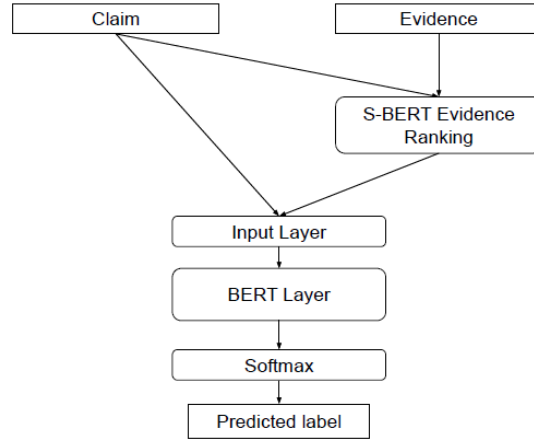 Claim
Evidence
S-BERT Evidence
Ranking
Input Layer
BERT Layer
Softmax
Predicted label